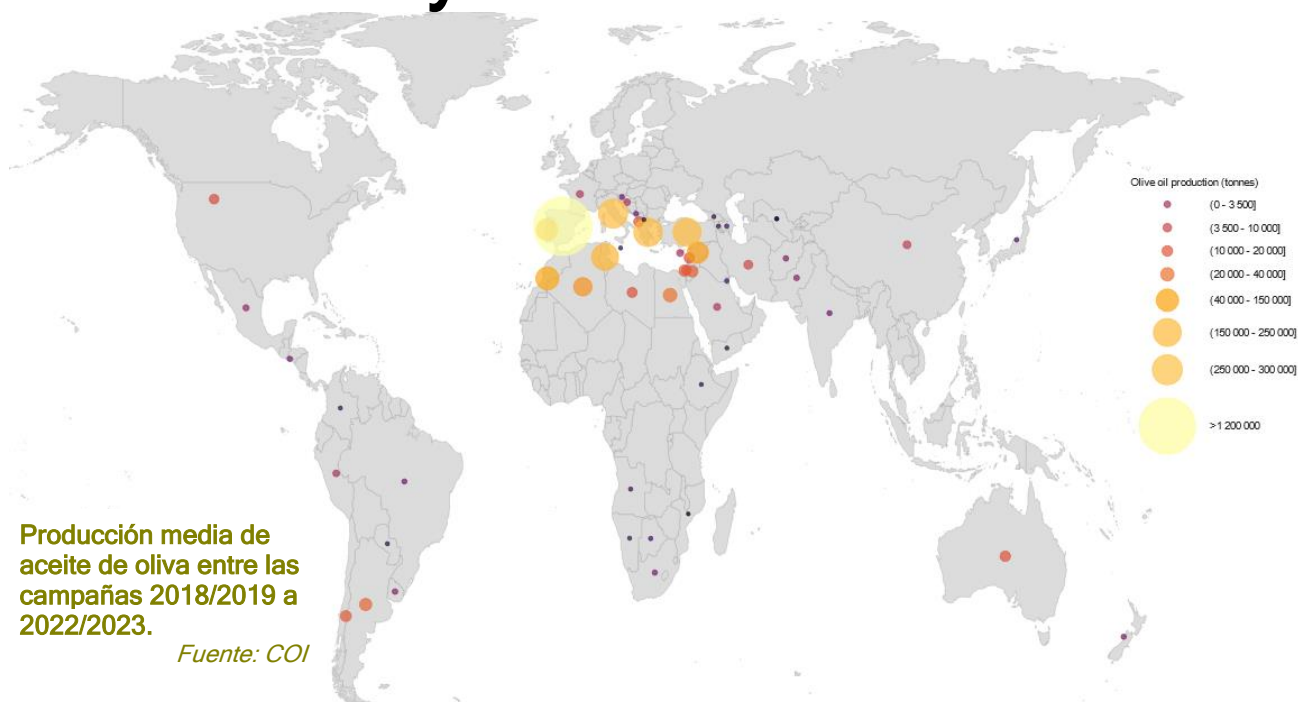 y
Olive oil production (tonnes)
(0 - 3 500]
(3 500 - 10 000]
(10 000 - 20 000]
(20 000 - 40 000]
(40 000 - 150 000]
(150 000 - 250 000]
(250 000 - 300 000]
>1 200 000
Producción media de
aceite de oliva entre las
campañas 2018/2019 a
2022/2023.
Fuente: COI